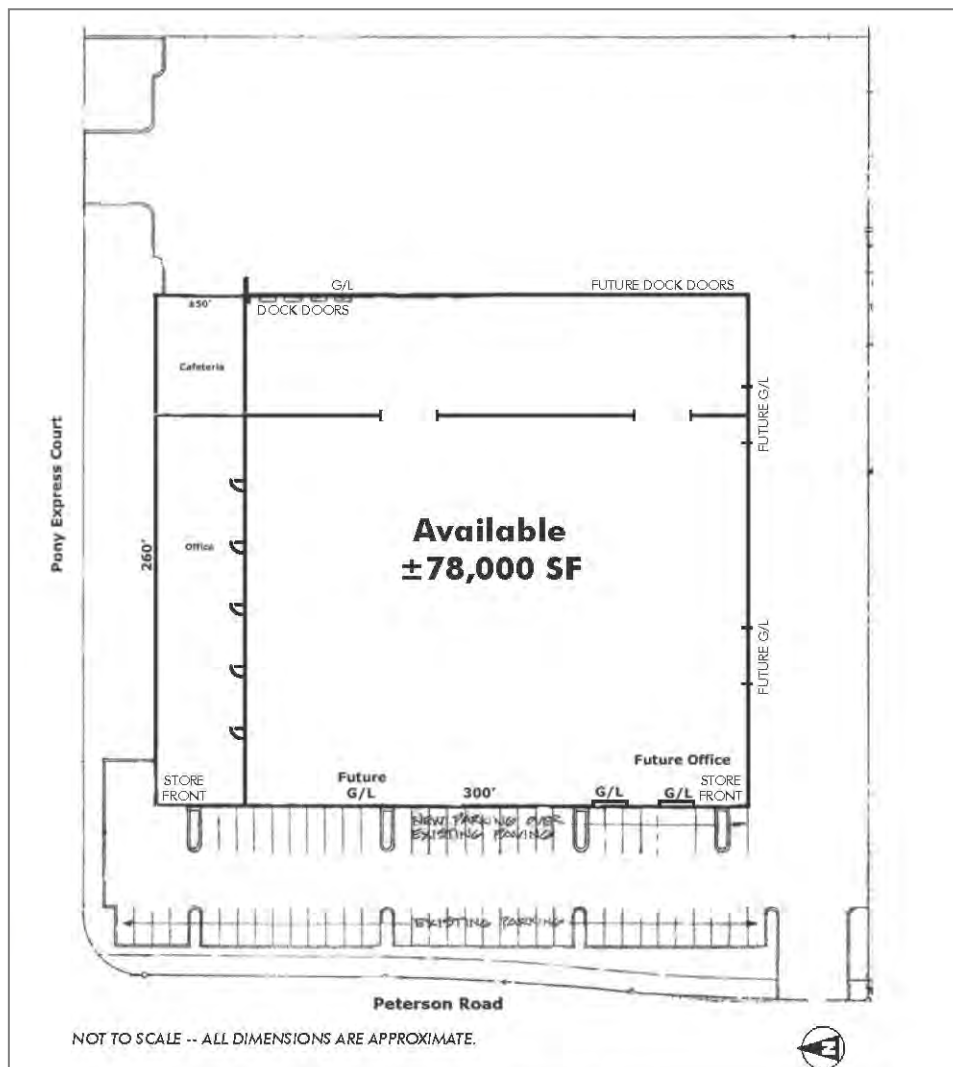 G/L
FUTURE DOCK DOORS
±50'
DOCK DOORS
Cafeteria
FUTURE G/L
Pony Express Court
260'
Office
Available
±78,000 SF
FUTURE G/L
Future Office
STORE
FRONT
Future
G/L
300'
G/L
G/L
STORE
FRONT
NEW PARKING OVER
EXISTING PAVING
EXISTING PARKING
Peterson Road
NOT TO SCALE -- ALL DIMENSIONS ARE APPROXIMATE.
N